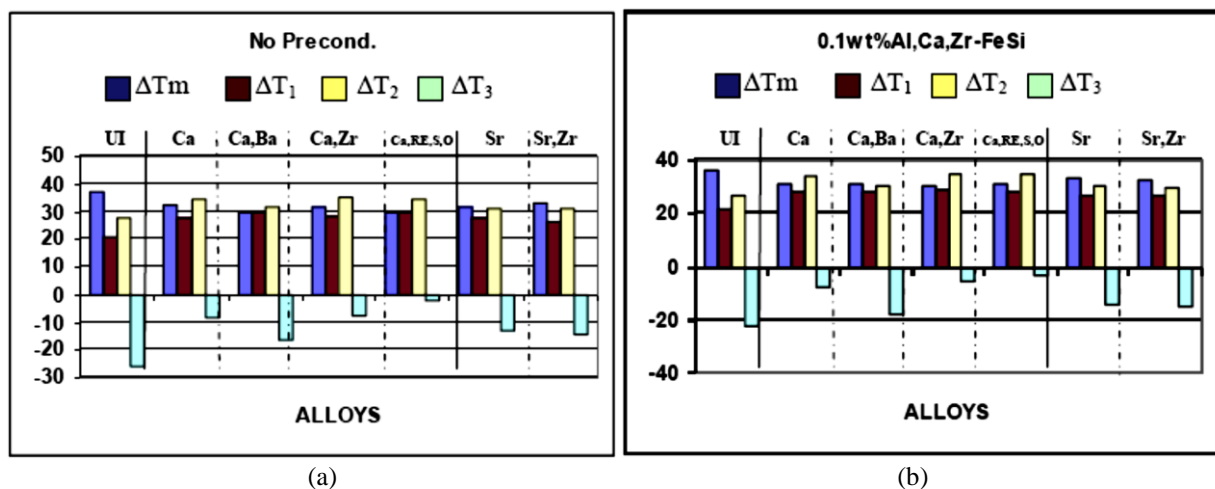 No Precond.
ΔTm ΔT1 ΔT2 ΔT3
UI Ca Ca,Ba Ca,Zr Ca,RE,S,O Sr Sr,Zr
50
40
30
20
10
0
-10
-20
-30
ALLOYS
(a)
0.1wt%Al,Ca,Zr-FeSi
ΔTm ΔT1 ΔT2 ΔT3
UI Ca Ca,Ba Ca,Zr Ca,RE,S,O Sr Sr,Zr
40
20
0
-20
-40
ALLOYS
(b)